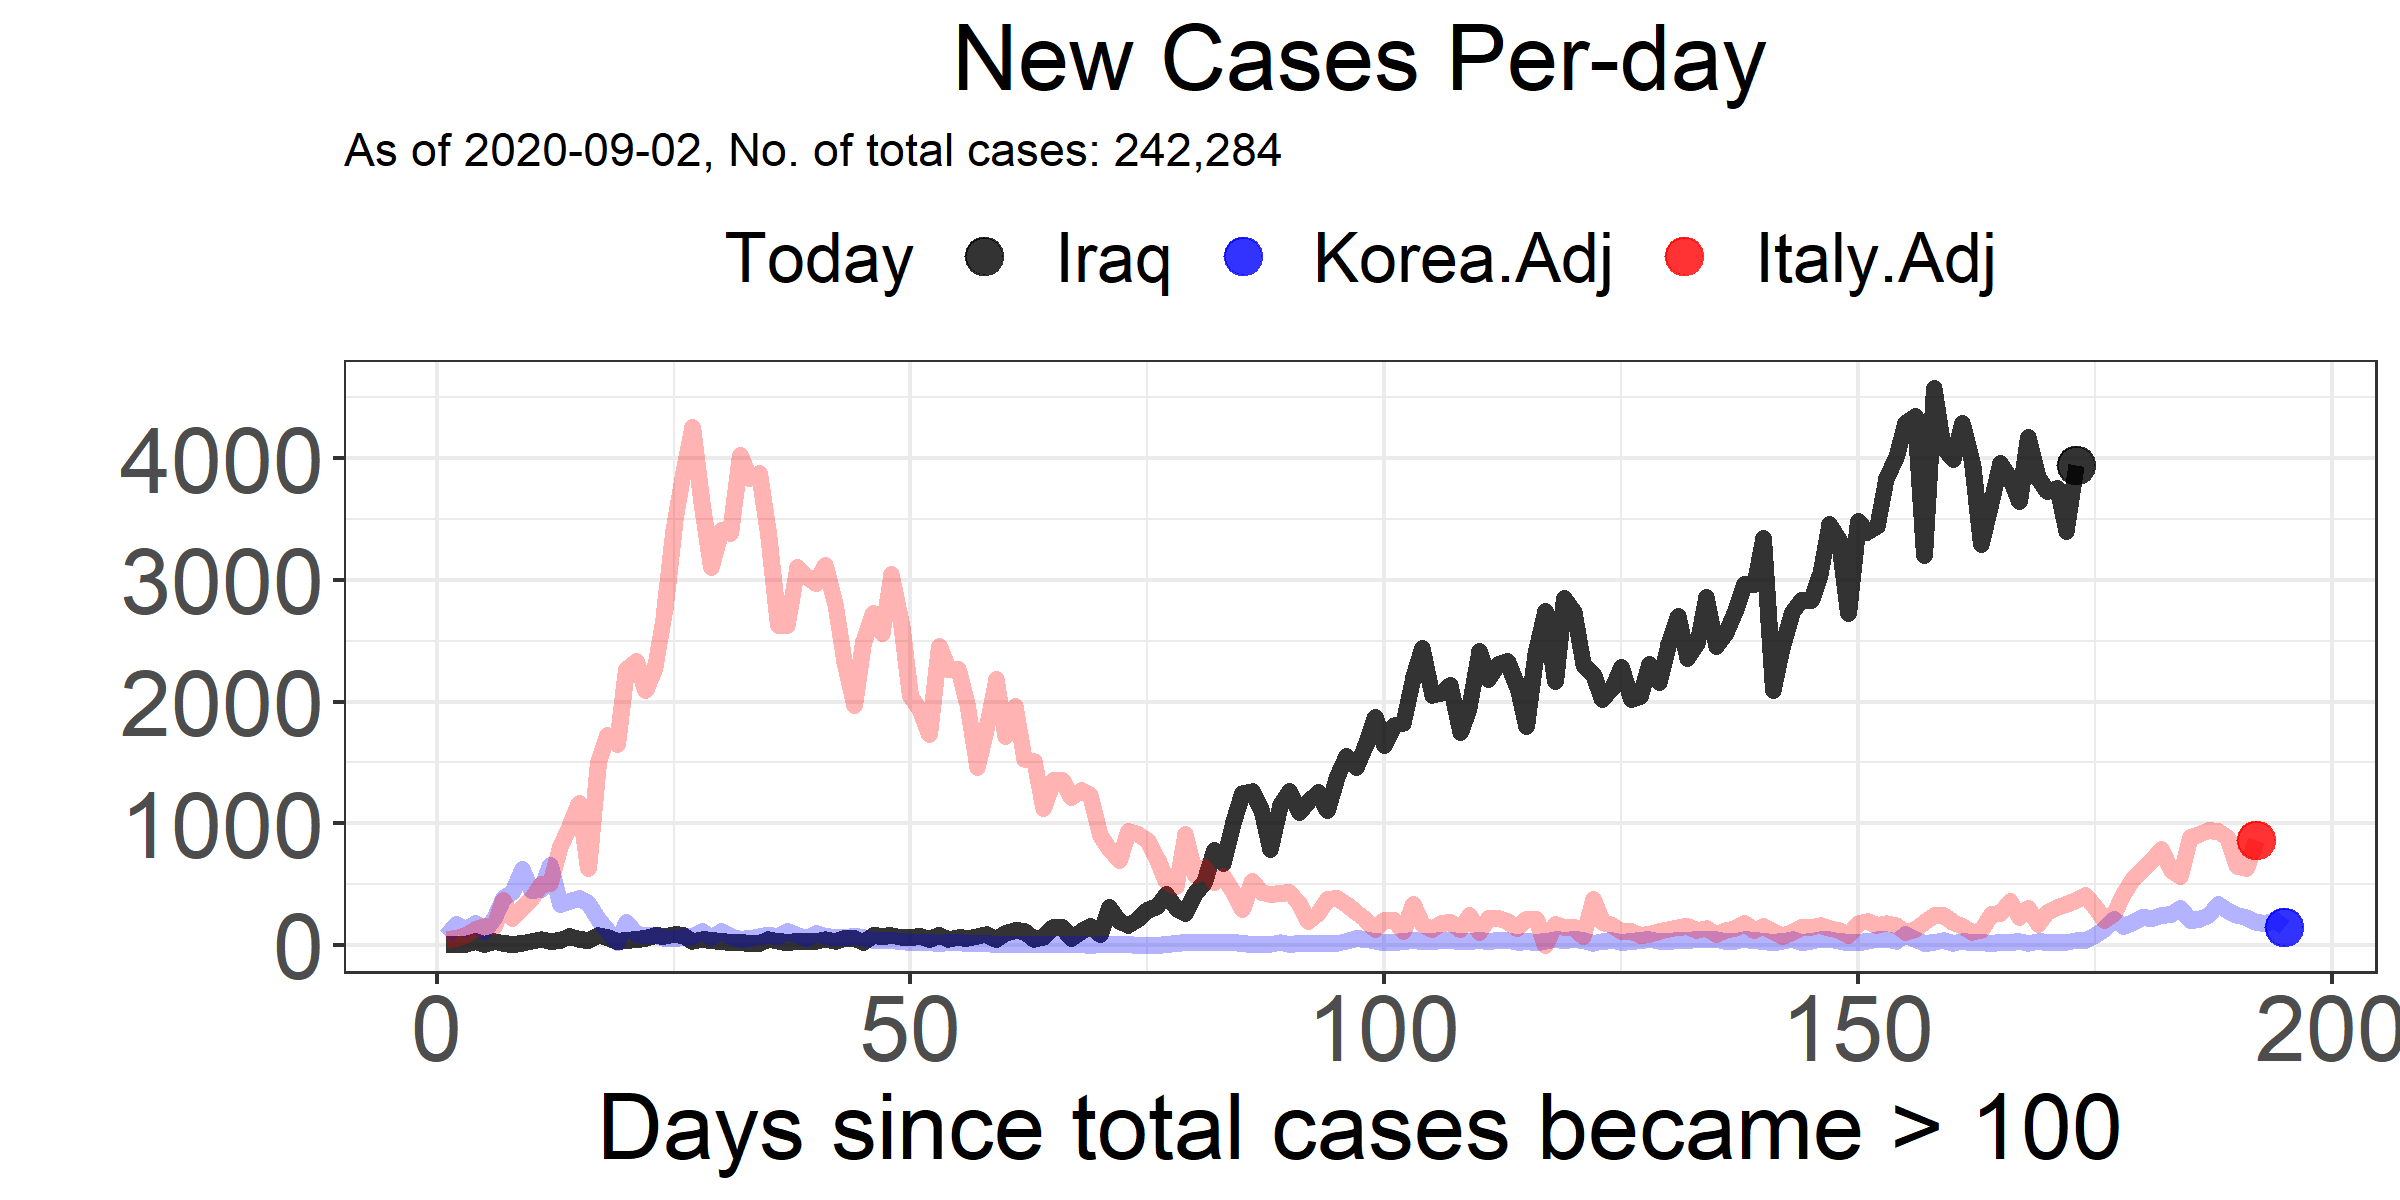 New Cases Per-day
As of 2020-09-02, No. of total cases: 242,284
Today Iraq Korea.Adj Italy.Adj
4000
3000
2000
1000
0
0 50 100 150 200
Days since total cases became > 100